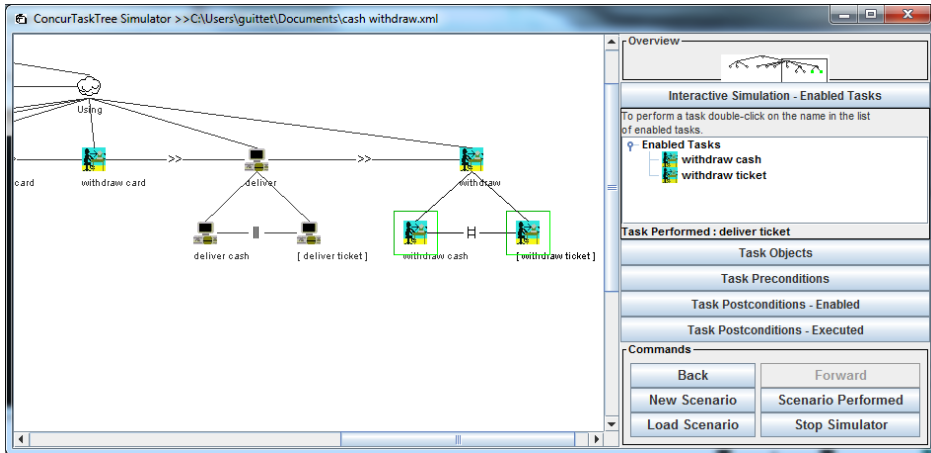 ConcurTaskTree Simulator >>C:\Users\guittet\Documents\cash withdraw.xml
Using
card
withdraw card
>>
deliver
>>
withdraw
deliver cash
[ deliver ticket ]
withdraw cash
[ withdraw ticket ]
Overview
Interactive Simulation - Enabled Tasks
To perform a task double-click on the name in the list
of enabled tasks.
Enabled Tasks
withdraw cash
withdraw ticket
Task Performed : deliver ticket
Task Objects
Task Preconditions
Task Postconditions - Enabled
Task Postconditions - Executed
Commands
Back
Forward
New Scenario
Scenario Performed
Load Scenario
Stop Simulator